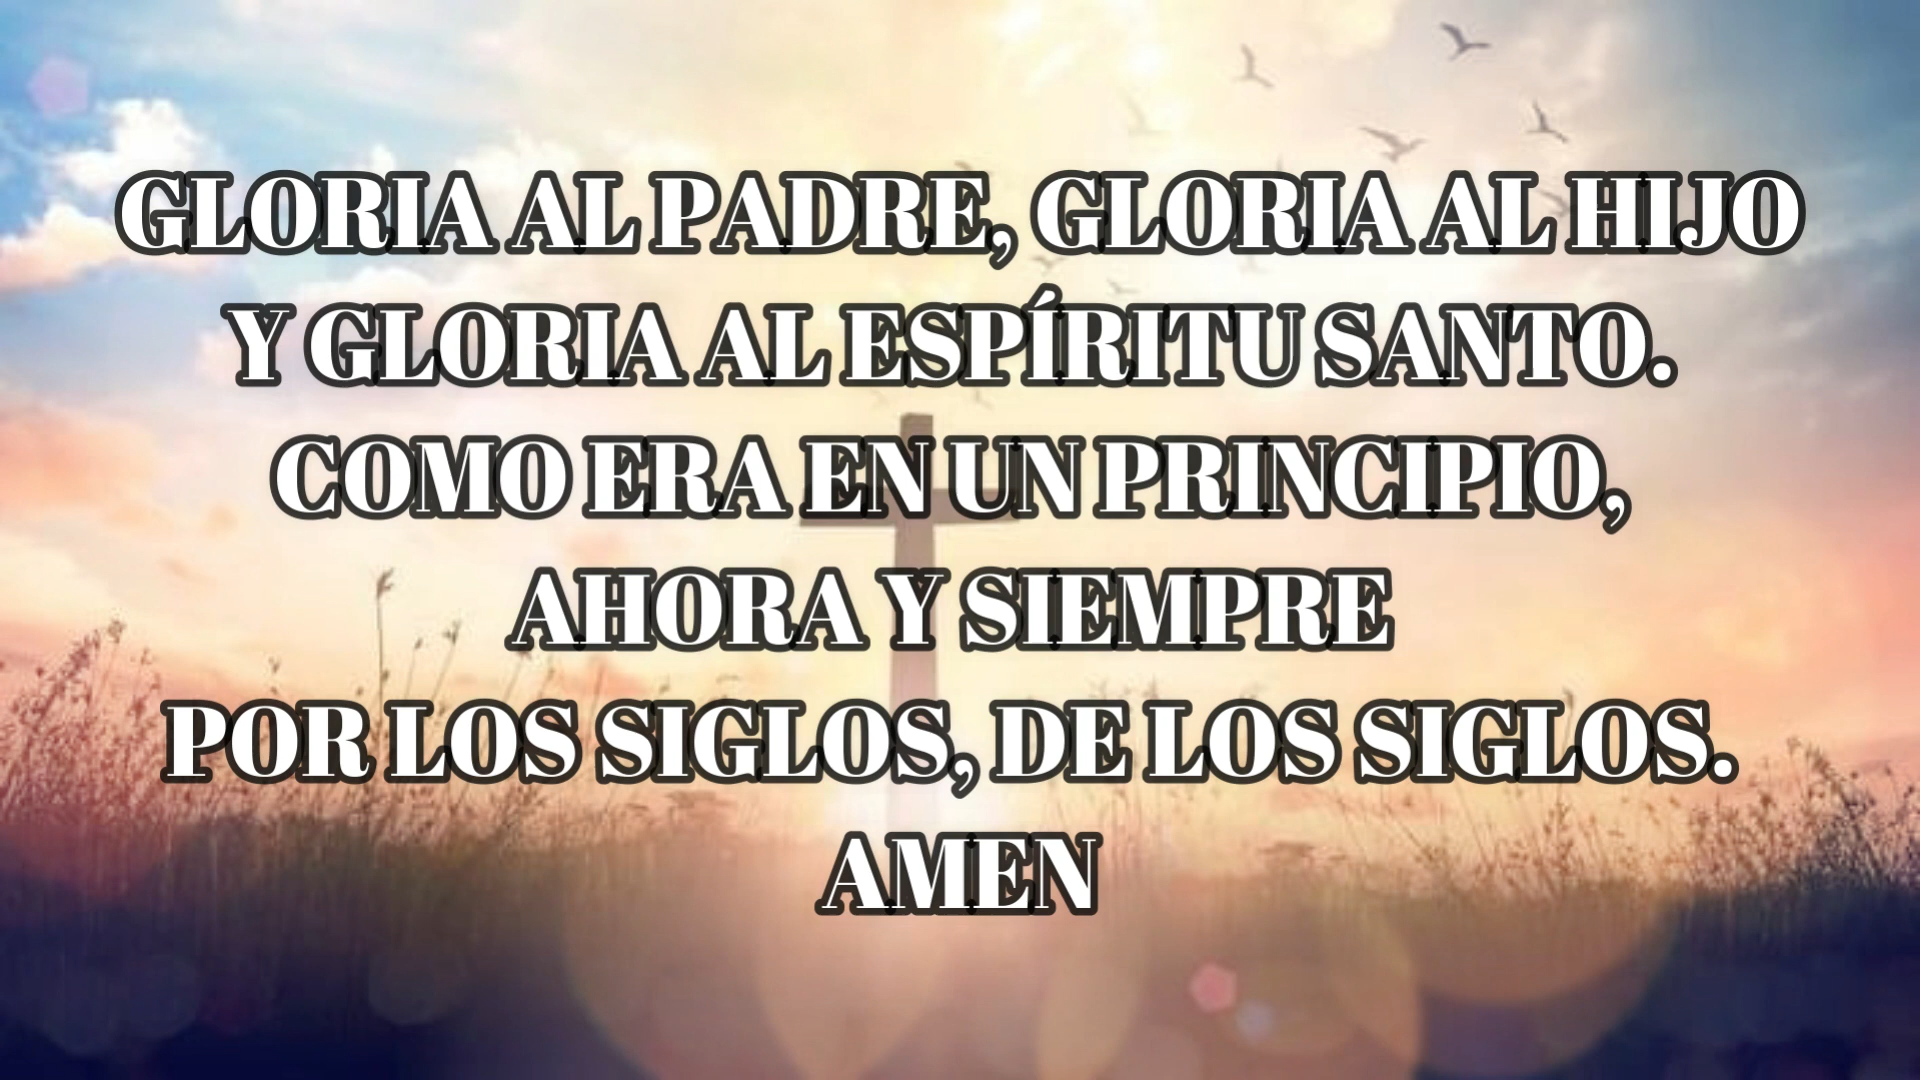 GLORIA AL PADRE, GLORIA AL HIJO
Y GLORIA AL ESPÍRITU SANTO.
COMO ERA EN UN PRINCIPIO,
AHORA Y SIEMPRE
POR LOS SIGLOS, DE LOS SIGLOS.
AMEN